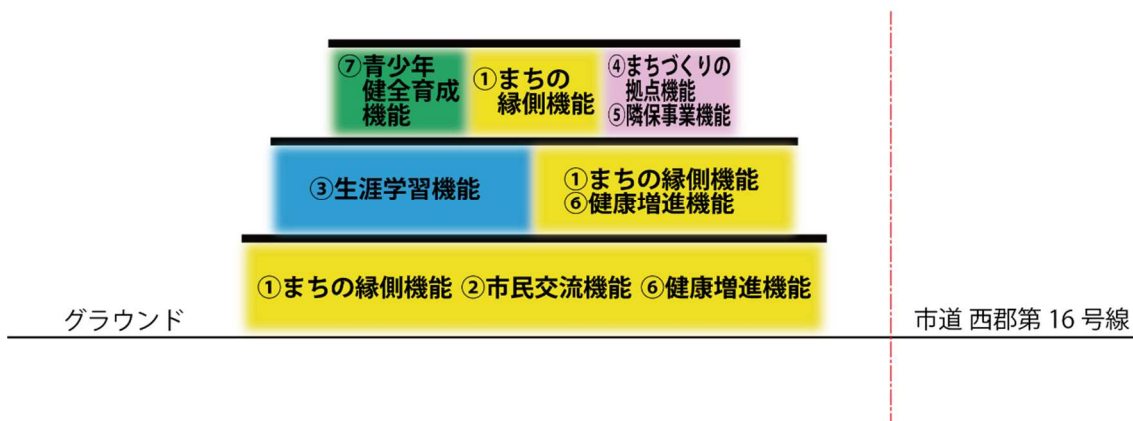 ⑦青少年
健全育成
機能
①まちの
縁側機能
④まちづくりの
拠点機能
⑤隣保事業機能
③生涯学習機能
①まちの縁側機能
⑥健康増進機能
①まちの縁側機能 ②市民交流機能 ⑥健康増進機能
グラウンド
市道 西郡第 16 号線